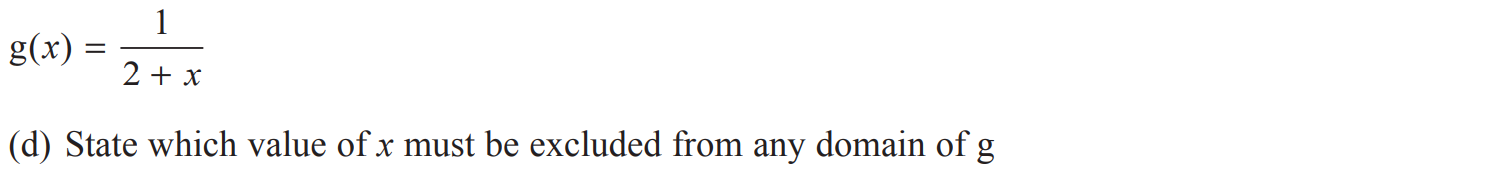 g(x) = 1 / (2 + x)
(d) State which value of x must be excluded from any domain of g